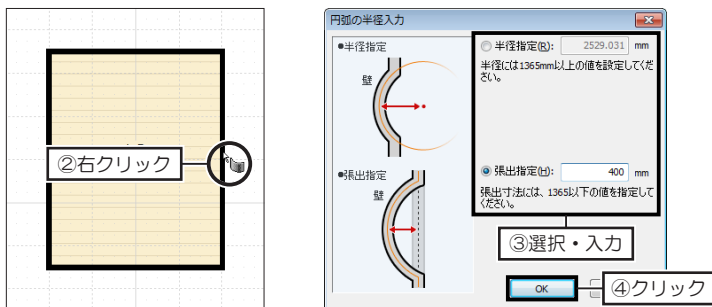 ②右クリック
円弧の半径入力
●半径指定
壁
●張出指定
壁
半径指定(R): 2529.031 mm
半径には1365mm以上の値を設定してくだ
さい。
張出指定(H): 400 mm
張出寸法には、1365以下の値を指定して
ください。
③選択・入力
OK
④クリック